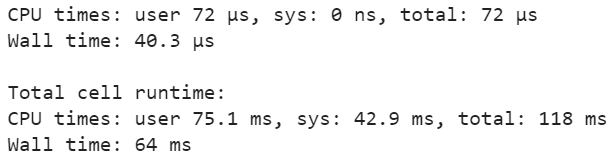 CPU times: user 72 µs, sys: 0 ns, total: 72 µs
Wall time: 40.3 µs
Total cell runtime:
CPU times: user 75.1 ms, sys: 42.9 ms, total: 118 ms
Wall time: 64 ms